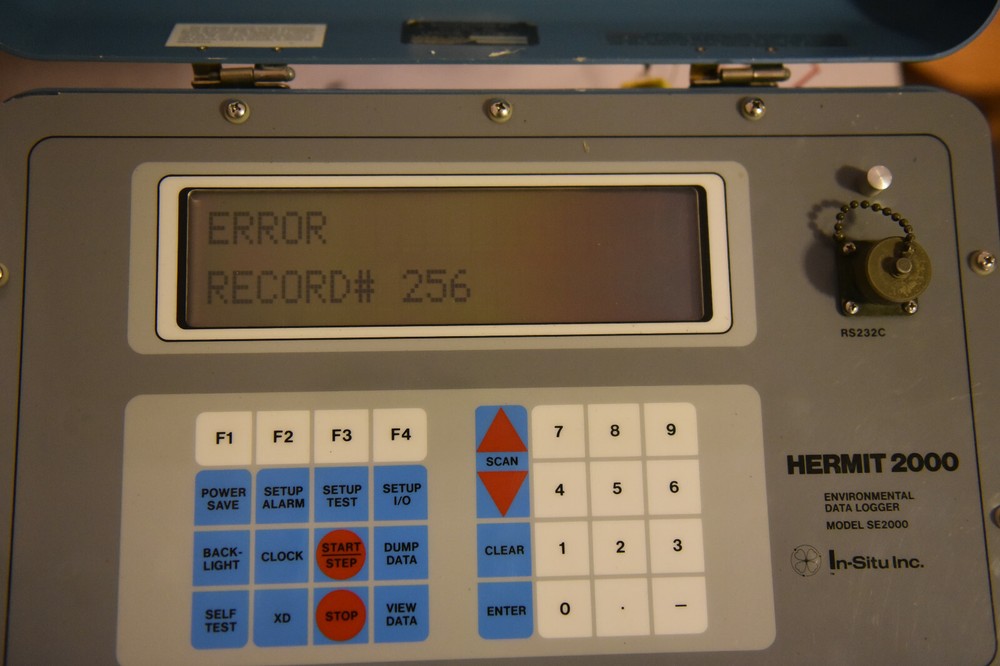 ERROR
RECORD# 256
RS232C
F1 F2 F3 F4
SCAN
7 8 9
POWER SAVE
SETUP ALARM
SETUP TEST
SETUP I/O
4 5 6
BACK-LIGHT
CLOCK
START STEP
DUMP DATA
CLEAR
1 2 3
SELF TEST
XD
STOP
VIEW DATA
ENTER
0 . —
HERMIT 2000
ENVIRONMENTAL
DATA LOGGER
MODEL SE2000
In-Situ Inc.